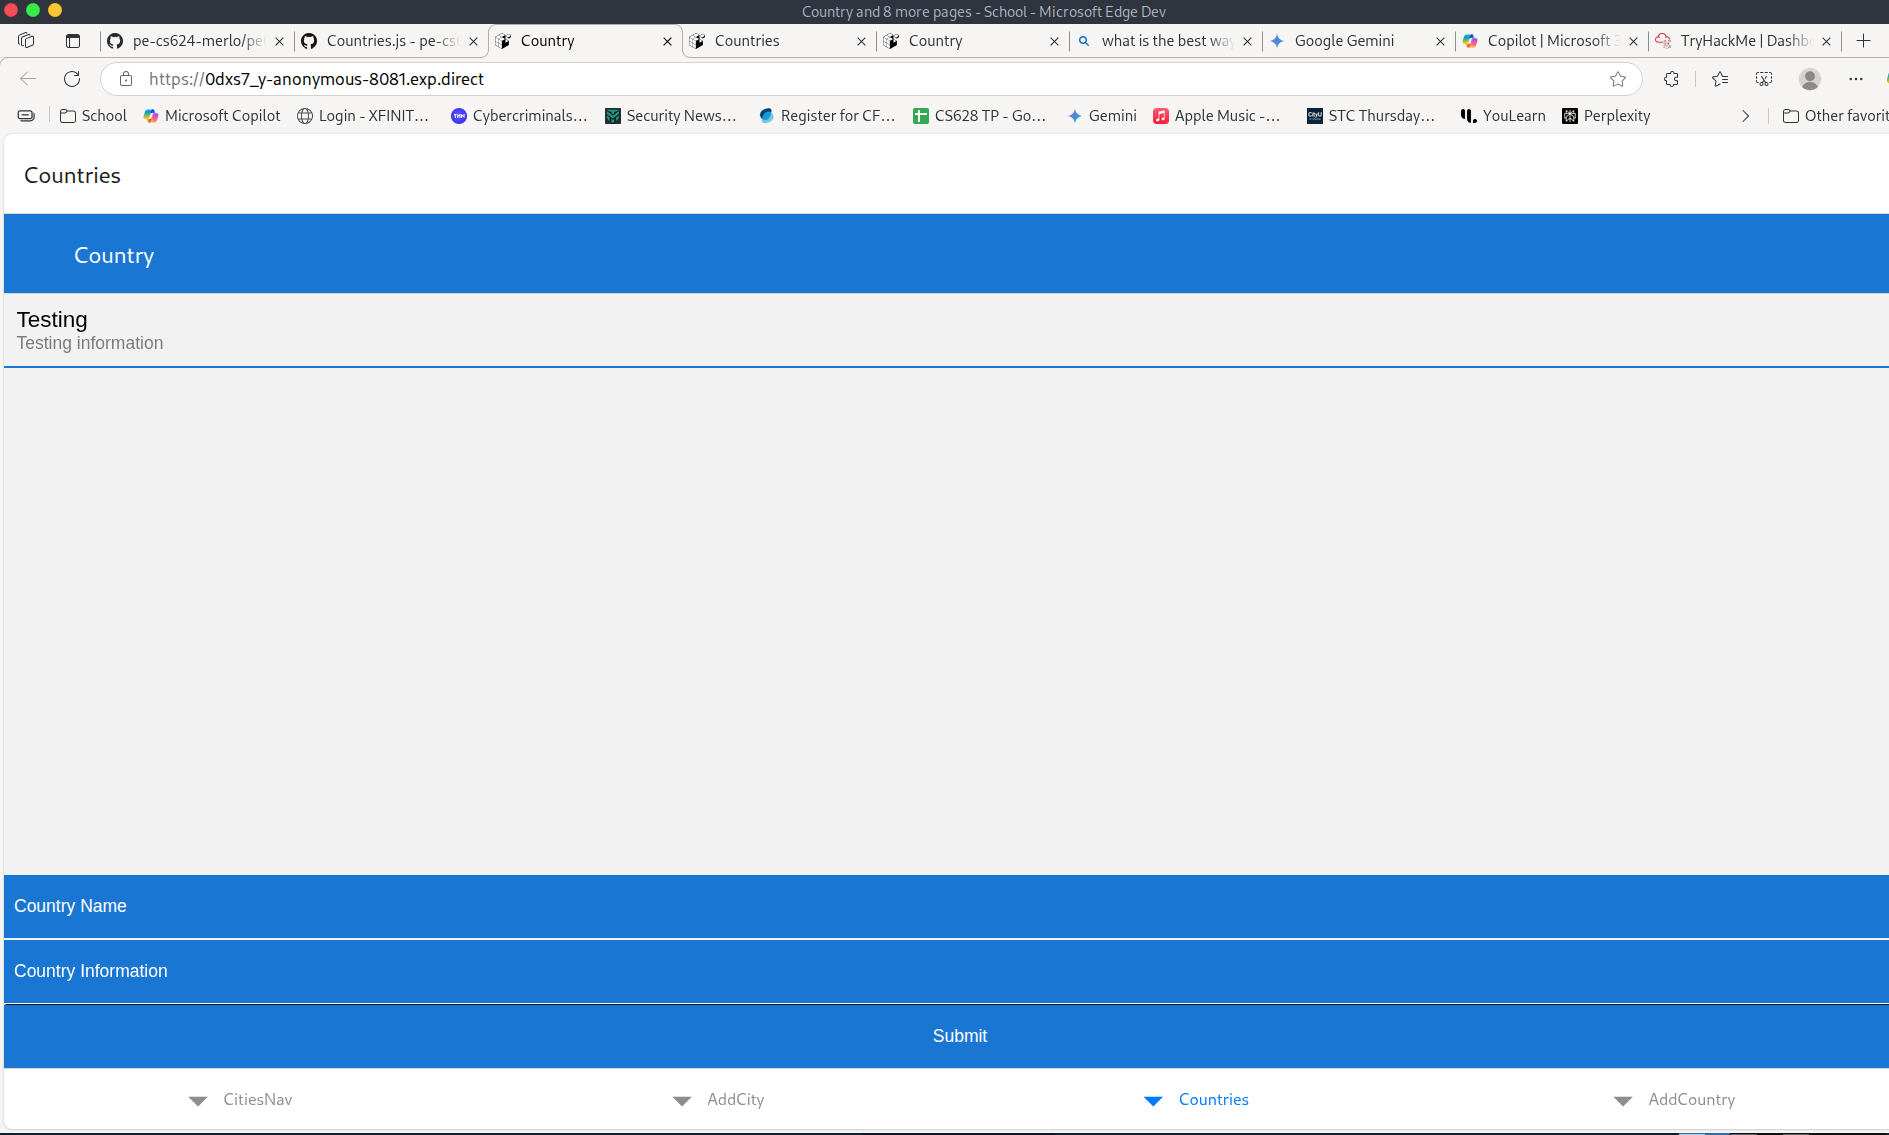 Country and 8 more pages - School - Microsoft Edge Dev
pe-cs624-merlo/pe
Countries.js - pe-cs
Country
Countries
Country
what is the best way
Google Gemini
Copilot | Microsoft 3
TryHackMe | Dashb
https://0dxs7_y-anonymous-8081.exp.direct
School
Microsoft Copilot
Login - XFINIT...
Cybercriminals...
Security News...
Register for CF...
CS628 TP - Go...
Gemini
Apple Music -...
STC Thursday...
YouLearn
Perplexity
Other favorit
Countries
Country
Testing
Testing information
Country Name
Country Information
Submit
CitiesNav
AddCity
Countries
AddCountry